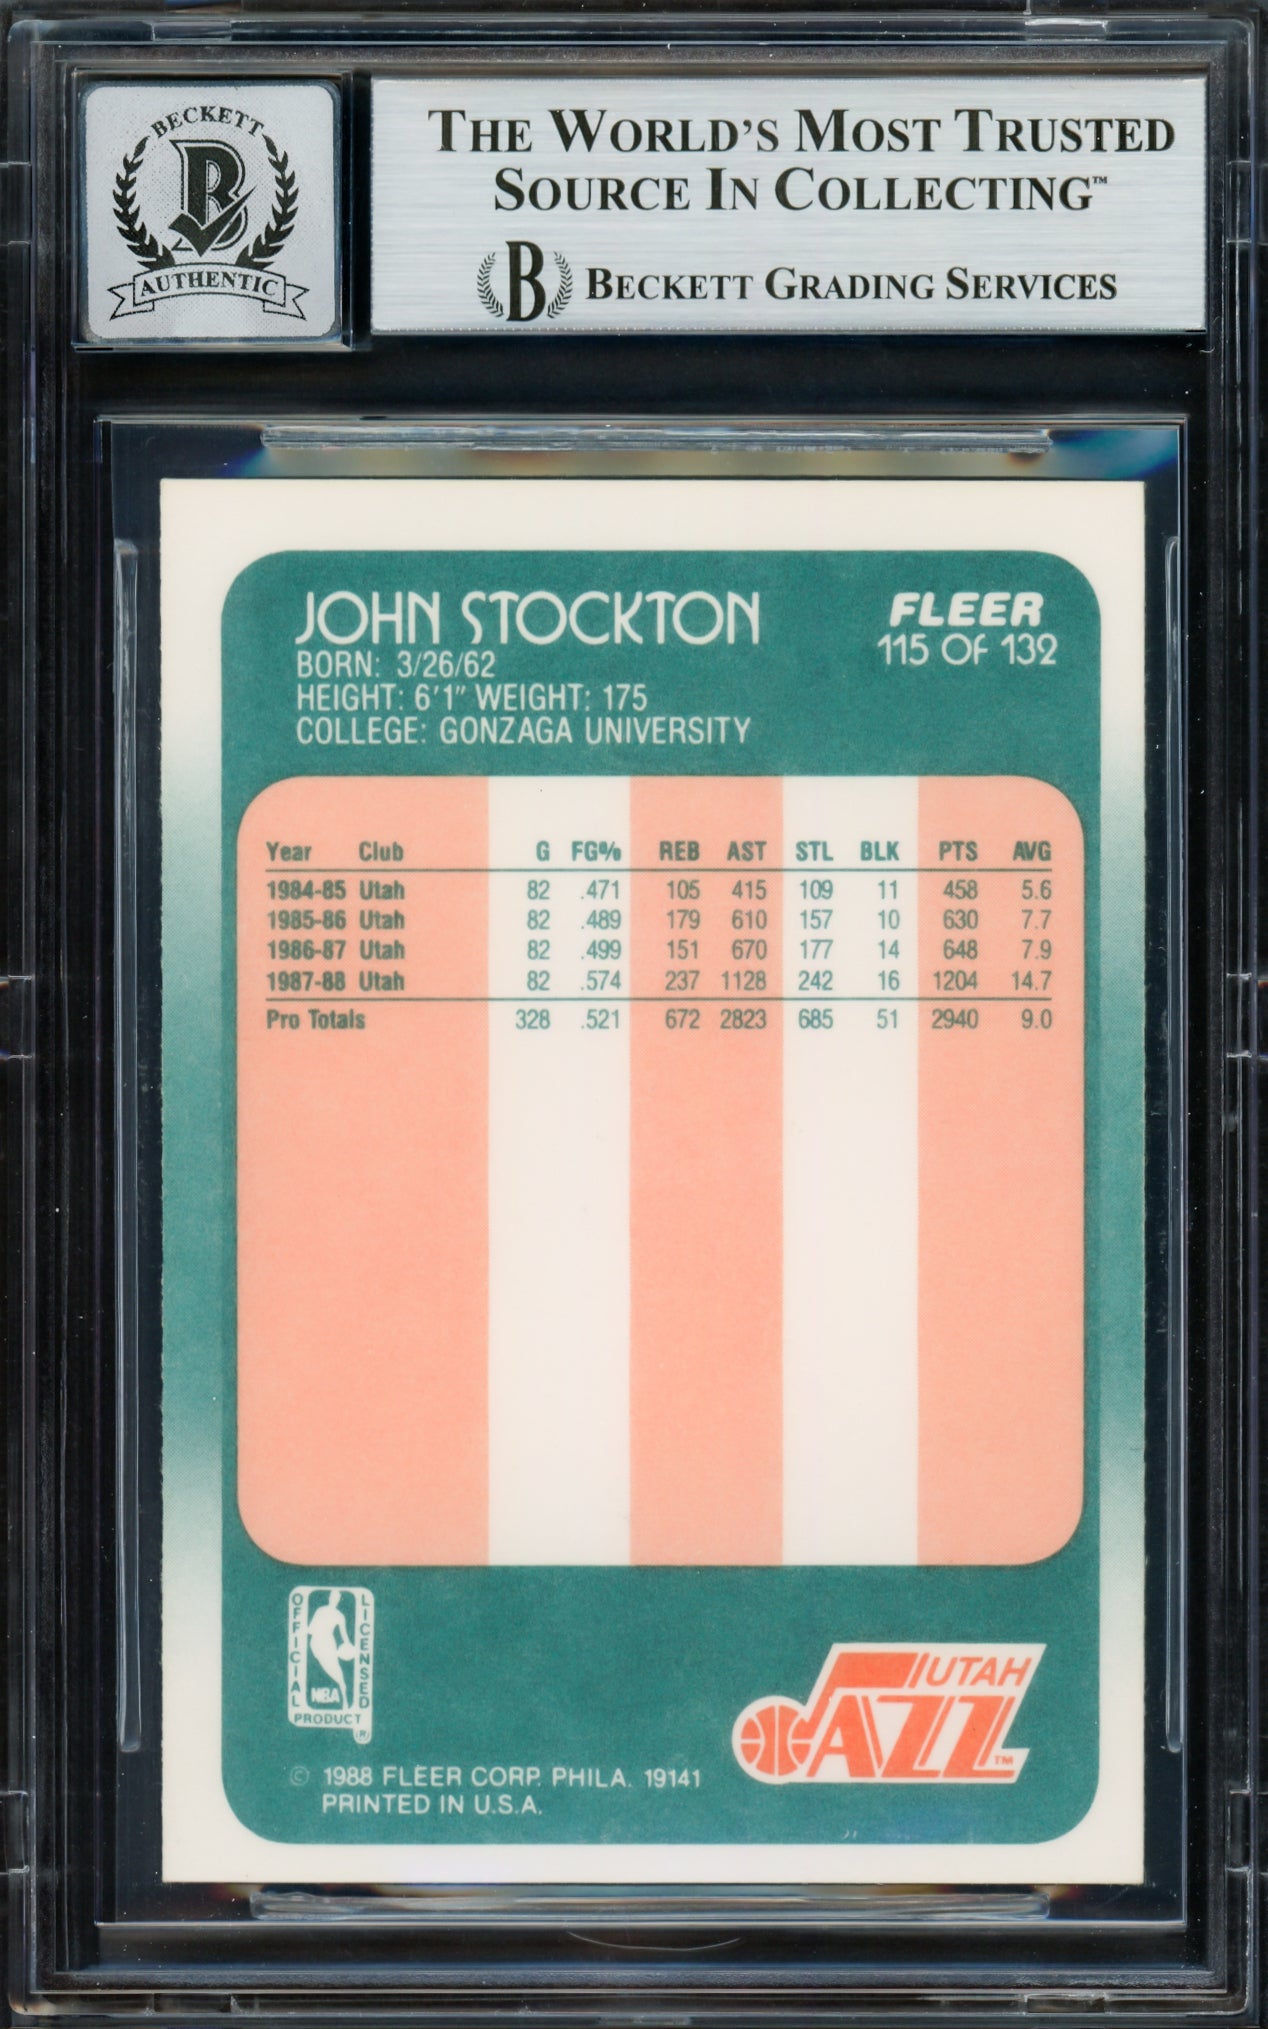 BECKETT
AUTHENTIC
THE WORLD'S MOST TRUSTED
SOURCE IN COLLECTING™
B BECKETT GRADING SERVICES
JOHN STOCKTON
BORN: 3/26/62
HEIGHT: 6'1" WEIGHT: 175
COLLEGE: GONZAGA UNIVERSITY
FLEER
115 OF 132
Year Club G FG% REB AST STL BLK PTS AVG
1984-85 Utah 82 .471 105 415 109 11 458 5.6
1985-86 Utah 82 .489 179 610 157 10 630 7.7
1986-87 Utah 82 .499 151 670 177 14 648 7.9
1987-88 Utah 82 .574 237 1128 242 16 1204 14.7
Pro Totals 328 .521 672 2823 685 51 2940 9.0
OFFICIAL
LICENSED
NBA
PRODUCT
®
UTAH
JAZZ™
© 1988 FLEER CORP. PHILA. 19141
PRINTED IN U.S.A.